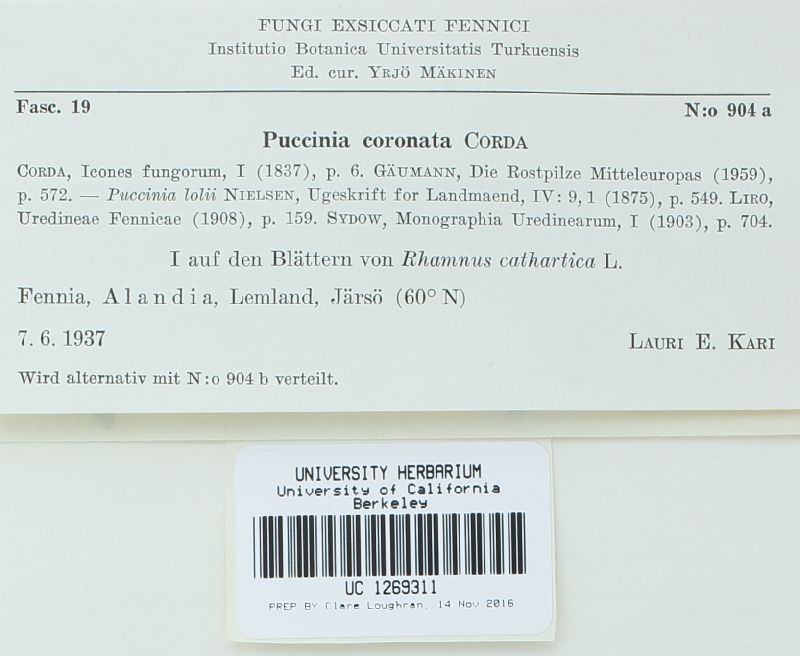 FUNGI EXSICCATI FENNICI
Institutio Botanica Universitatis Turkuensis
Ed. cur. YRJÖ MÄKINEN
Fasc. 19 N:o 904 a
Puccinia coronata CORDA
CORDA, Icones fungorum, I (1837), p. 6. GÄUMANN, Die Rostpilze Mitteleuropas (1959),
p. 572. — Puccinia lolii NIELSEN, Ugeskrift for Landmaend, IV: 9, 1 (1875), p. 549. LIRO,
Uredineae Fennicae (1908), p. 159. SYDOW, Monographia Uredinearum, I (1903), p. 704.
I auf den Blättern von Rhamnus cathartica L.
Fennia, Alandia, Lemland, Järsö (60° N)
7. 6. 1937 LAURI E. KARI
Wird alternativ mit N:o 904 b verteilt.
UNIVERSITY HERBARIUM
University of California
Berkeley
UC 1269311
PREP BY Clare Loughran, 14 Nov 2016